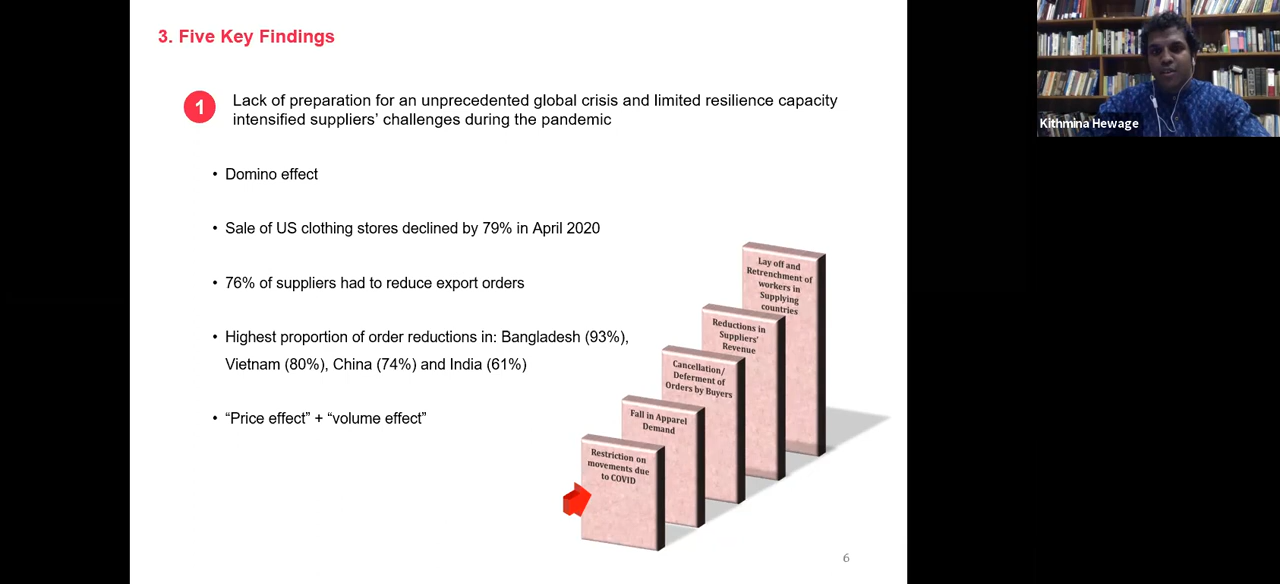 3. Five Key Findings
1
Lack of preparation for an unprecedented global crisis and limited resilience capacity
intensified suppliers’ challenges during the pandemic
• Domino effect
• Sale of US clothing stores declined by 79% in April 2020
• 76% of suppliers had to reduce export orders
• Highest proportion of order reductions in: Bangladesh (93%),
Vietnam (80%), China (74%) and India (61%)
• “Price effect” + “volume effect”
Restriction on
movements due
to COVID
Fall in Apparel
Demand
Cancellation/
Deferment of
Orders by Buyers
Reductions in
Suppliers’
Revenue
Lay off and
Retrenchment of
workers in
Supplying
countries
6
Kithmina Hewage